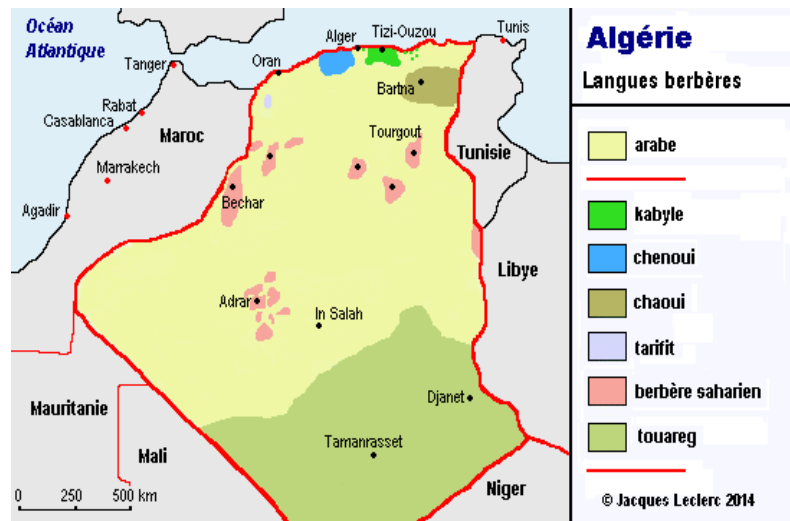 Océan
Atlantique
Tanger
Rabat
Casablanca
Maroc
Marrakech
Agadir
Oran
Alger
Tizi-Ouzou
Tunis
Bartna
Tourgout
Tunisie
Bechar
Libye
Adrar
In Salah
Djanet
Tamanrasset
Mauritanie
Mali
Niger
0 250 500 km
Algérie
Langues berbères
arabe
kabyle
chenoui
chaoui
tarifit
berbère saharien
touareg
© Jacques Leclerc 2014